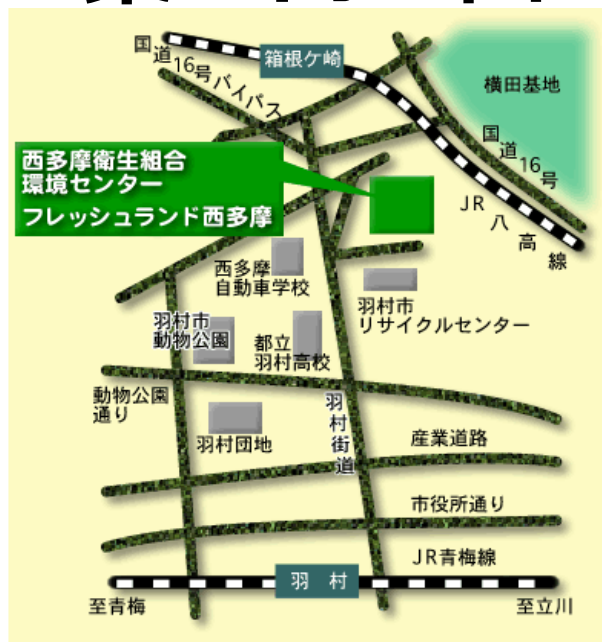 国道16号バイパス
箱根ケ崎
横田基地
国道16号
JR八高線
西多摩衛生組合
環境センター
フレッシュランド西多摩
西多摩
自動車学校
羽村市
リサイクルセンター
羽村市
動物公園
都立
羽村高校
動物公園
通り
羽村街道
羽村団地
産業道路
市役所通り
JR青梅線
羽 村
至青梅
至立川